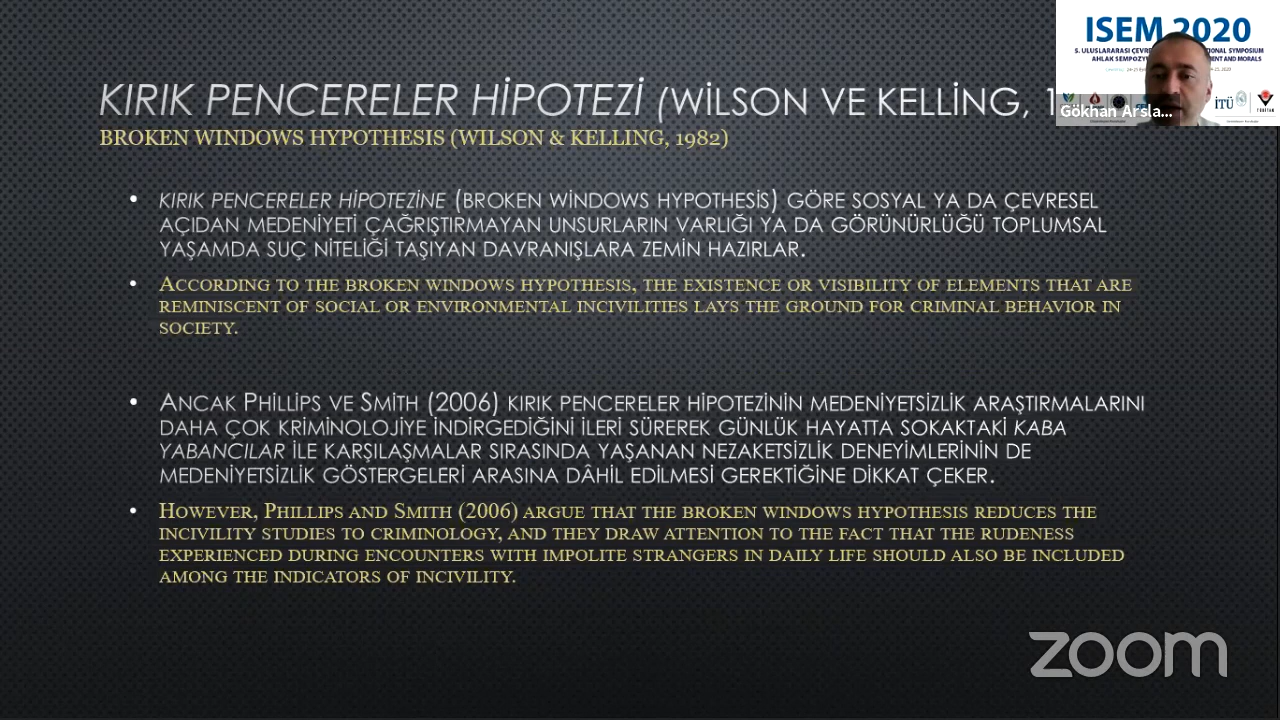 ISEM 2020
5. ULUSLARARASI ÇEVRE
AHLAK SEMPOZYU
KIRIK PENCERELER HİPOTEZİ (WİLSON VE KELLİNG, 1
Gökhan Arsla...
İTÜ
BROKEN WINDOWS HYPOTHESIS (WILSON & KELLING, 1982)
• KIRIK PENCERELER HİPOTEZİNE (BROKEN WİNDOWS HYPOTHESİS) GÖRE SOSYAL YA DA ÇEVRESEL
AÇIDAN MEDENİYETİ ÇAĞRIŞTIRMAYAN UNSURLARIN VARLIĞI YA DA GÖRÜNÜRLÜĞÜ TOPLUMSAL
YAŞAMDA SUÇ NİTELİĞİ TAŞIYAN DAVRANIŞLARA ZEMİN HAZIRLAR.
• ACCORDING TO THE BROKEN WINDOWS HYPOTHESIS, THE EXISTENCE OR VISIBILITY OF ELEMENTS THAT ARE
REMINISCENT OF SOCIAL OR ENVIRONMENTAL INCIVILITIES LAYS THE GROUND FOR CRIMINAL BEHAVIOR IN
SOCIETY.
• ANCAK PHİLLİPS VE SMİTH (2006) KIRIK PENCERELER HİPOTEZİNİN MEDENİYETSİZLİK ARAŞTIRMALARINI
DAHA ÇOK KRİMİNOLOJİYE İNDİRGEDİĞİNİ İLERİ SÜREREK GÜNLÜK HAYATTA SOKAKTAKİ KABA
YABANCILAR İLE KARŞILAŞMALAR SIRASINDA YAŞANAN NEZAKETSİZLİK DENEYİMLERİNİN DE
MEDENİYETSİZLİK GÖSTERGELERİ ARASINA DÂHİL EDİLMESİ GEREKTİĞİNE DİKKAT ÇEKER.
• HOWEVER, PHILLIPS AND SMITH (2006) ARGUE THAT THE BROKEN WINDOWS HYPOTHESIS REDUCES THE
INCIVILITY STUDIES TO CRIMINOLOGY, AND THEY DRAW ATTENTION TO THE FACT THAT THE RUDENESS
EXPERIENCED DURING ENCOUNTERS WITH IMPOLITE STRANGERS IN DAILY LIFE SHOULD ALSO BE INCLUDED
AMONG THE INDICATORS OF INCIVILITY.
zoom